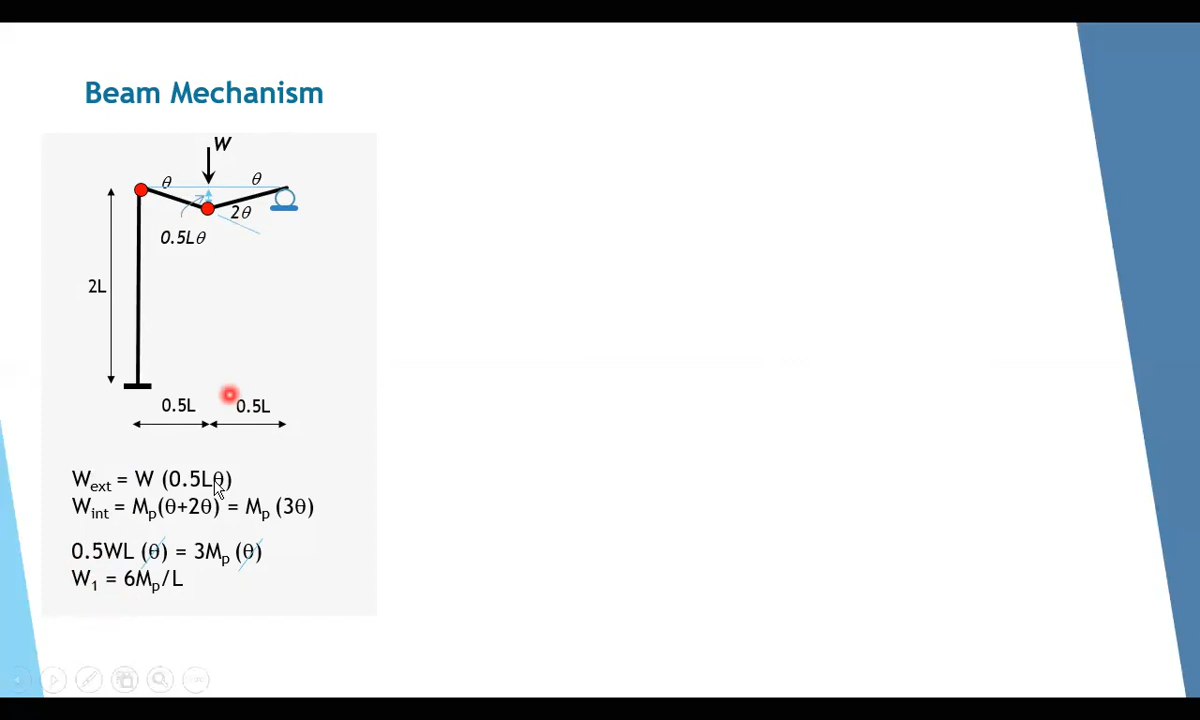 Beam Mechanism
W
θ
θ
2θ
0.5Lθ
2L
0.5L
0.5L
W_ext = W (0.5Lθ)
W_int = M_p(θ+2θ) = M_p (3θ)
0.5WL (θ) = 3M_p (θ)
W_1 = 6M_p/L